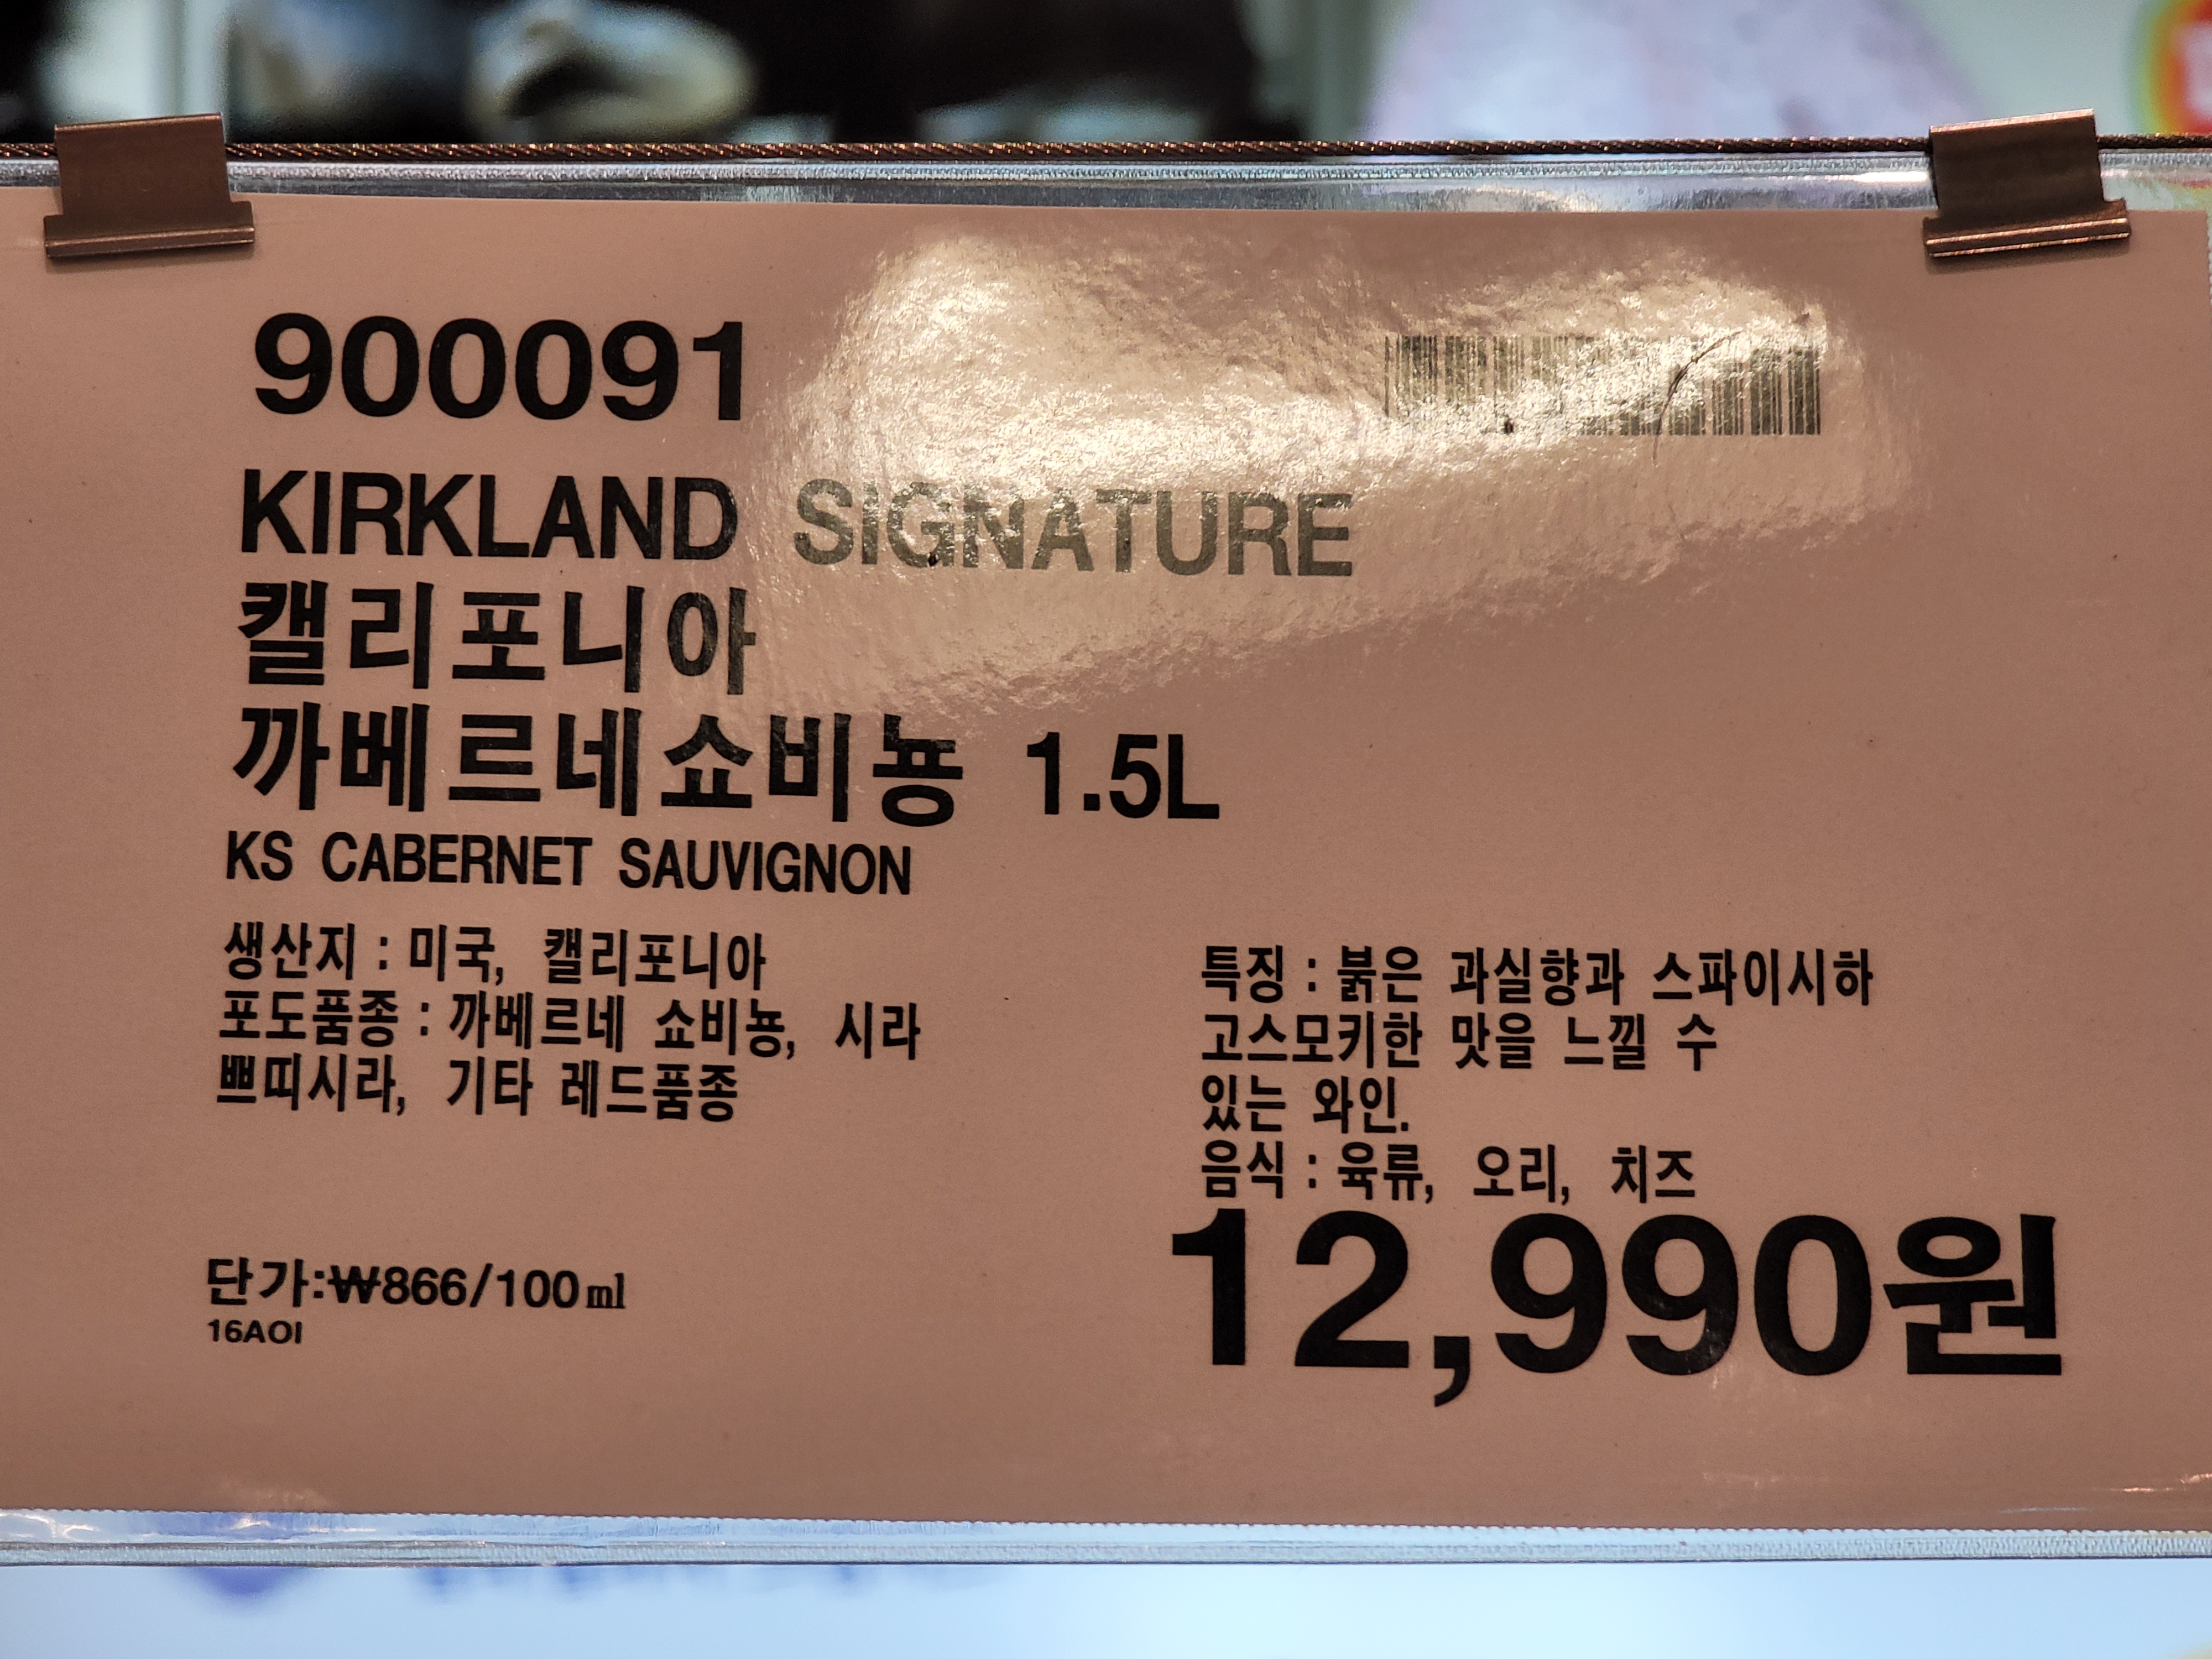 900091
KIRKLAND SIGNATURE
캘리포니아
까베르네쇼비뇽 1.5L
KS CABERNET SAUVIGNON
생산지 : 미국, 캘리포니아
포도품종 : 까베르네 쇼비뇽, 시라
쁘띠시라, 기타 레드품종
특징 : 붉은 과실향과 스파이시하
고스모키한 맛을 느낄 수
있는 와인.
음식 : 육류, 오리, 치즈
12,990원
단가:₩866/100㎖
16AOI